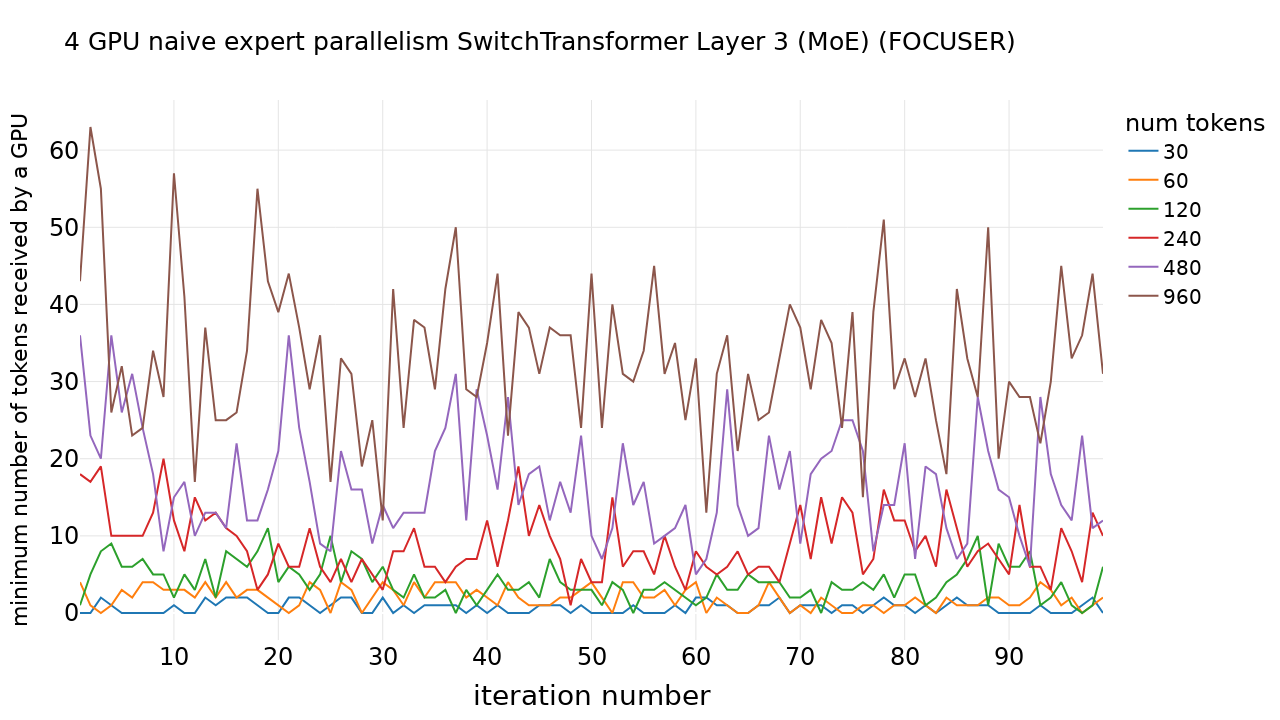 4 GPU naive expert parallelism SwitchTransformer Layer 3 (MoE) (FOCUSER)
minimum number of tokens received by a GPU
60
50
40
30
20
10
0
10 20 30 40 50 60 70 80 90
iteration number
num tokens
30
60
120
240
480
960